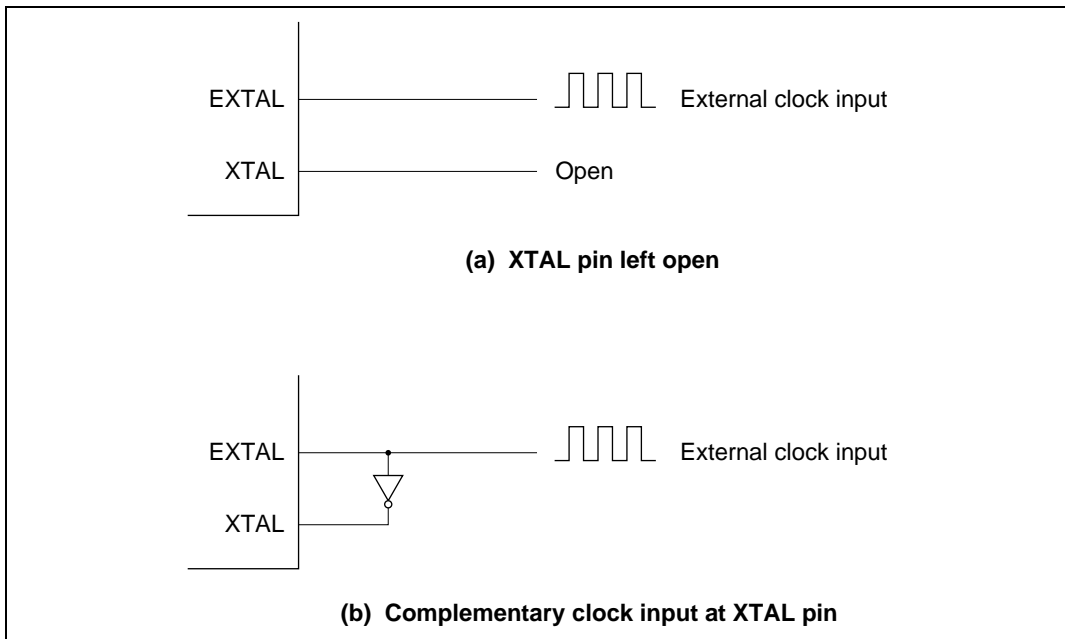 EXTAL
External clock input
XTAL
Open
(a) XTAL pin left open
EXTAL
External clock input
XTAL
(b) Complementary clock input at XTAL pin